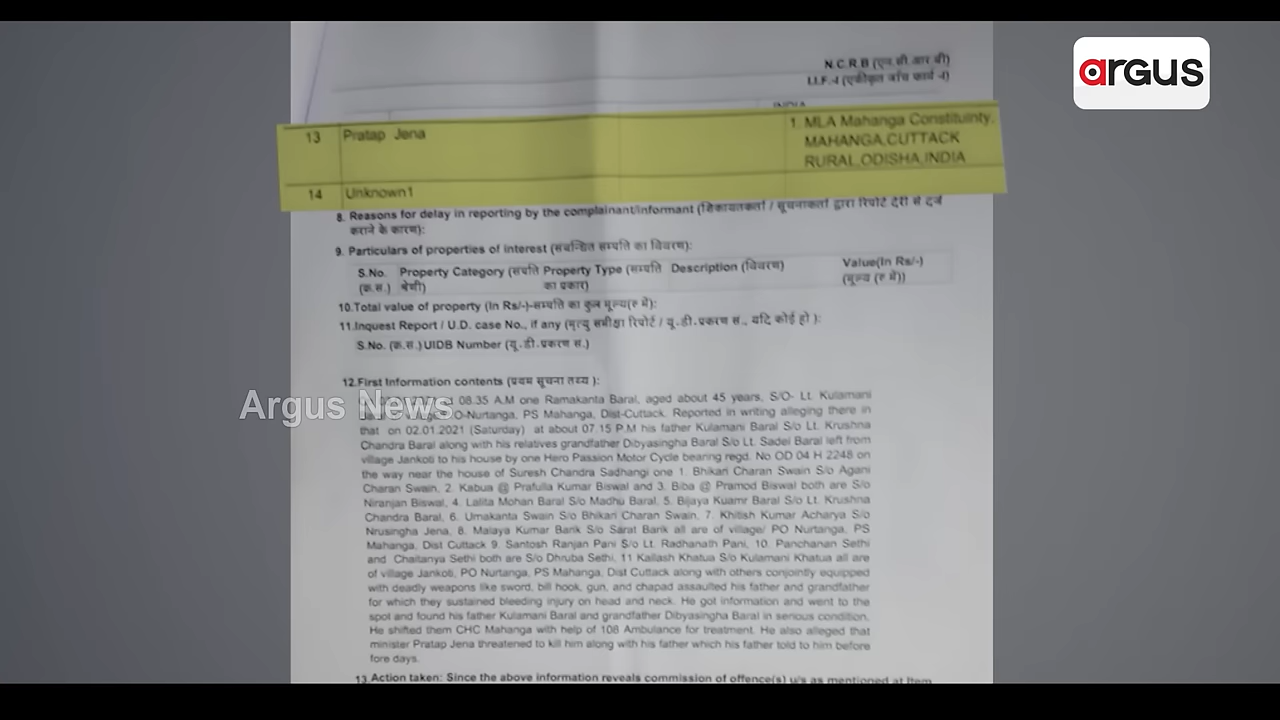 argus
N.C.R.B (एन.सी.आर.बी)
I.I.F.-I (एकीकृत जाँच फार्म -I)
INDIA
13 Pratap Jena 1. MLA Mahanga Constituinty,
MAHANGA,CUTTACK
RURAL,ODISHA,INDIA
14 Unknown1
8. Reasons for delay in reporting by the complainant/informant (शिकायतकर्ता / सूचनाकर्ता द्वारा रिपोर्ट देरी से दर्ज
कराने के कारण):
9. Particulars of properties of interest (संबन्धित सम्पत्ति का विवरण):
S.No. Property Category (संपत्ति Property Type (सम्पत्ति Description (विवरण) Value(In Rs/-)
(क्र.सं.) श्रेणी) का प्रकार) (मूल्य (रु में))
10.Total value of property (In Rs/-)-सम्पत्ति का कुल मूल्य(रु में):
11.Inquest Report / U.D. case No., if any (मृत्यु समीक्षा रिपोर्ट / यू.डी.प्रकरण सं., यदि कोई हो ):
S.No. (क्र.सं.) UIDB Number (यू.डी.प्रकरण सं.)
12.First Information contents (प्रथम सूचना तथ्य ):
Argus News
08.35 A.M one Ramakanta Baral, aged about 45 years, S/O- Lt. Kulamani
O-Nurtanga, PS Mahanga, Dist-Cuttack. Reported in writing alleging there in
that on 02.01.2021 (Saturday) at about 07.15 P.M his father Kulamani Baral S/o Lt. Krushna
Chandra Baral along with his relatives grandfather Dibyasingha Baral S/o Lt. Sadei Baral left from
village Jankoti to his house by one Hero Passion Motor Cycle bearing regd. No OD 04 H 2248 on
the way near the house of Suresh Chandra Sadhangi one 1. Bhikari Charan Swain S/o Agani
Charan Swain, 2. Kabua @ Prafulla Kumar Biswal and 3. Biba @ Pramod Biswal both are S/o
Niranjan Biswal, 4. Lalita Mohan Baral S/o Madhu Baral, 5. Bijaya Kuamr Baral S/o Lt. Krushna
Chandra Baral, 6. Umakanta Swain S/o Bhikari Charan Swain, 7. Khitish Kumar Acharya S/o
Nrusingha Jena, 8. Malaya Kumar Barik S/o Sarat Barik all are of village/ PO Nurtanga, PS
Mahanga, Dist Cuttack 9. Santosh Ranjan Pani S/o Lt. Radhanath Pani, 10. Panchanan Sethi
and Chaitanya Sethi both are S/o Dhruba Sethi, 11 Kailash Khatua S/o Kulamani Khatua all are
of village Jankoti, PO Nurtanga, PS Mahanga, Dist Cuttack along with others conjointly equipped
with deadly weapons like sword, bill hook, gun, and chapad assaulted his father and grandfather
for which they sustained bleeding injury on head and neck. He got information and went to the
spot and found his father Kulamani Baral and grandfather Dibyasingha Baral in serious condition.
He shifted them CHC Mahanga with help of 108 Ambulance for treatment. He also alleged that
minister Pratap Jena threatened to kill him along with his father which his father told to him before
fore days.
13.Action taken: Since the above information reveals commission of offence(s) u/s as mentioned at Item